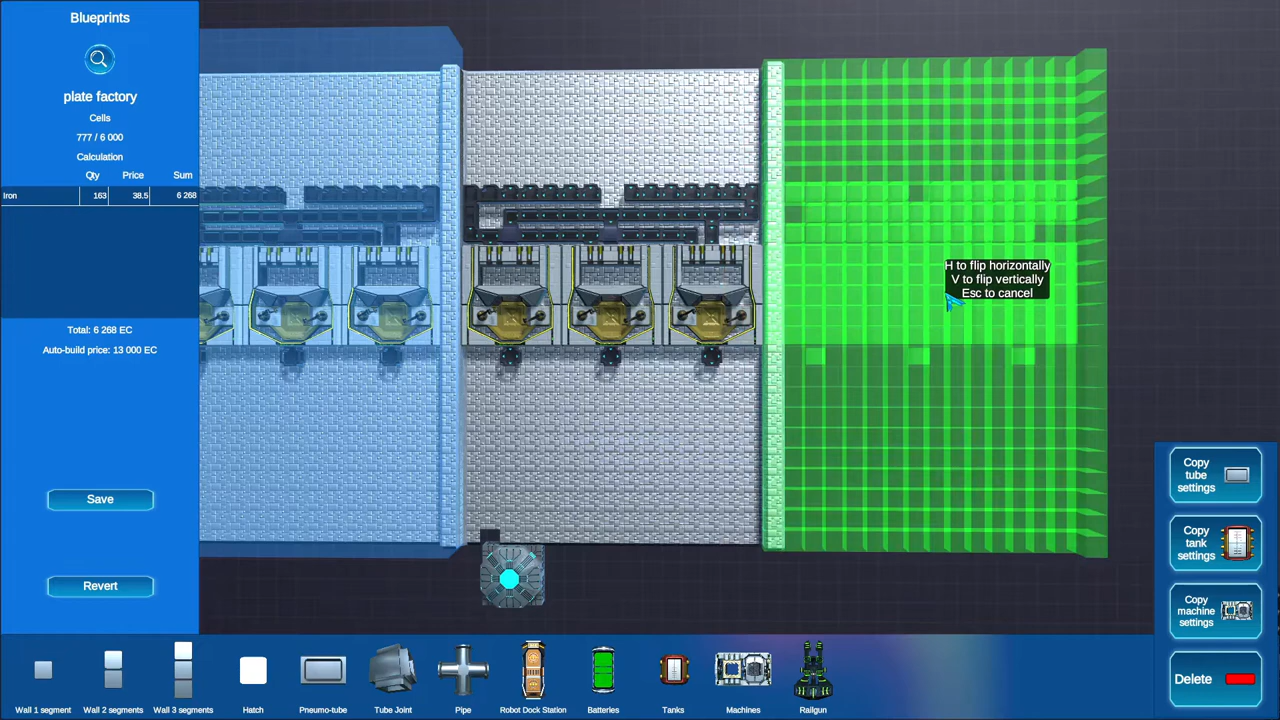 Blueprints
plate factory
Cells
777 / 6 000
Calculation
Qty Price Sum
Iron 163 38.5 6 268
Total: 6 268 EC
Auto-build price: 13 000 EC
Save
Revert
H to flip horizontally
V to flip vertically
Esc to cancel
Copy
tube
settings
Copy
tank
settings
Copy
machine
settings
Delete
Wall 1 segment
Wall 2 segments
Wall 3 segments
Hatch
Pneumo-tube
Tube Joint
Pipe
Robot Dock Station
Batteries
Tanks
Machines
Railgun